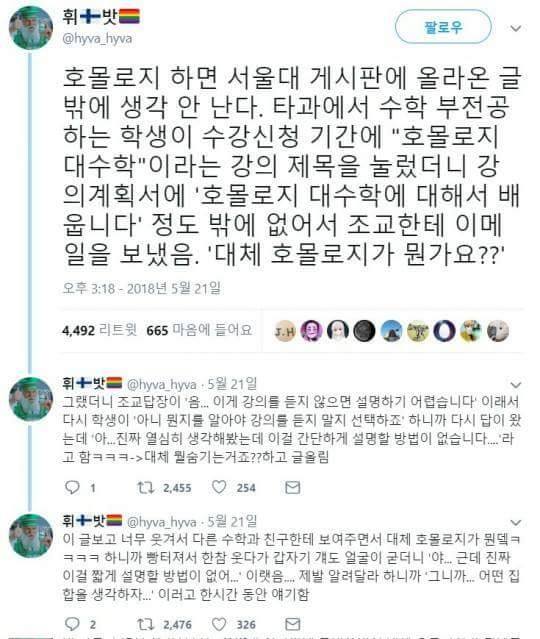 휘🇫🇮밧🏳️‍🌈
@hyva_hyva
팔로우
호몰로지 하면 서울대 게시판에 올라온 글
밖에 생각 안 난다. 타과에서 수학 부전공
하는 학생이 수강신청 기간에 "호몰로지
대수학"이라는 강의 제목을 눌렀더니 강
의계획서에 '호몰로지 대수학에 대해서 배
웁니다' 정도 밖에 없어서 조교한테 이메
일을 보냈음. '대체 호몰로지가 뭔가요??'
오후 3:18 - 2018년 5월 21일
4,492 리트윗 665 마음에 들어요
J.H
휘🇫🇮밧🏳️‍🌈 @hyva_hyva · 5월 21일
그랬더니 조교답장이 '음... 이게 강의를 듣지 않으면 설명하기 어렵습니다' 이래서
다시 학생이 '아니 뭔지를 알아야 강의를 듣지 말지 선택하죠' 하니까 다시 답이 왔
는데 '아...진짜 열심히 생각해봤는데 이걸 간단하게 설명할 방법이 없습니다....'라
고 함ㅋㅋㅋ->대체 뭘숨기는거죠??하고 글올림
1 2,455 254
휘🇫🇮밧🏳️‍🌈 @hyva_hyva · 5월 21일
이 글보고 너무 웃겨서 다른 수학과 친구한테 보여주면서 대체 호몰로지가 뭔뎈ㅋ
ㅋㅋㅋ 하니까 빵터져서 한참 웃다가 갑자기 걔도 얼굴이 굳더니 '야... 근데 진짜
이걸 짧게 설명할 방법이 없어...' 이랫음.... 제발 알려달라 하니까 '그니까... 어떤 집
합을 생각하자...' 이러고 한시간 동안 얘기함
2 2,476 326